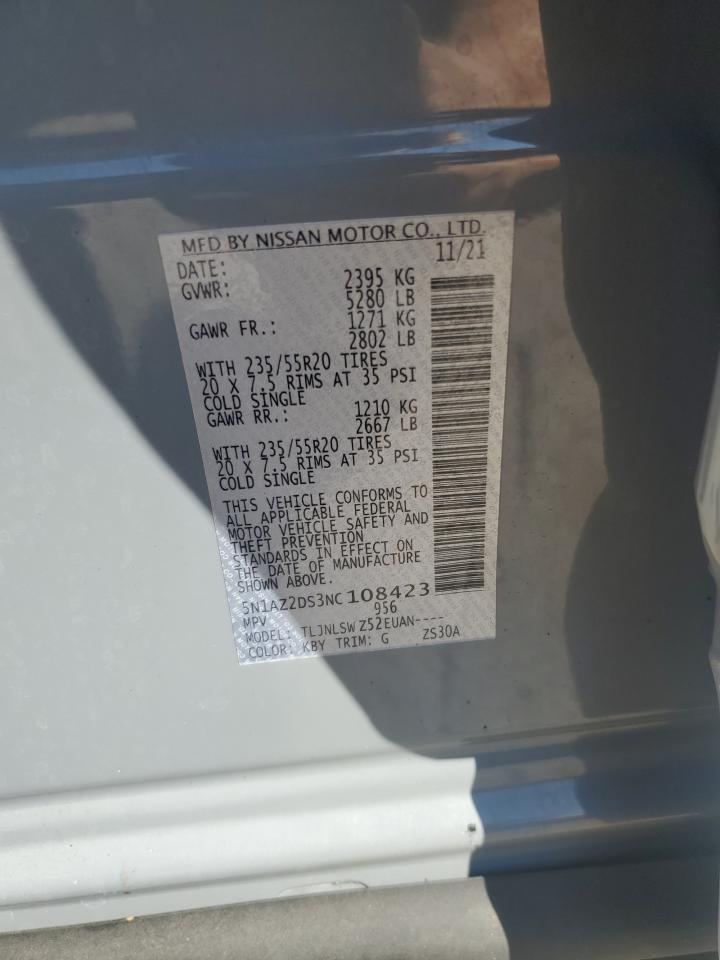 MFD BY NISSAN MOTOR CO., LTD.
DATE: 11/21
GVWR: 2395 KG
5280 LB
GAWR FR.: 1271 KG
2802 LB
WITH 235/55R20 TIRES
20 X 7.5 RIMS AT 35 PSI
COLD SINGLE
GAWR RR.: 1210 KG
2667 LB
WITH 235/55R20 TIRES
20 X 7.5 RIMS AT 35 PSI
COLD SINGLE
THIS VEHICLE CONFORMS TO
ALL APPLICABLE FEDERAL
MOTOR VEHICLE SAFETY AND
THEFT PREVENTION
STANDARDS IN EFFECT ON
THE DATE OF MANUFACTURE
SHOWN ABOVE.
5N1AZ2DS3NC108423
MPV 956
MODEL: TLJNLSWZ52EUAN----
COLOR: KBY TRIM: G ZS30A